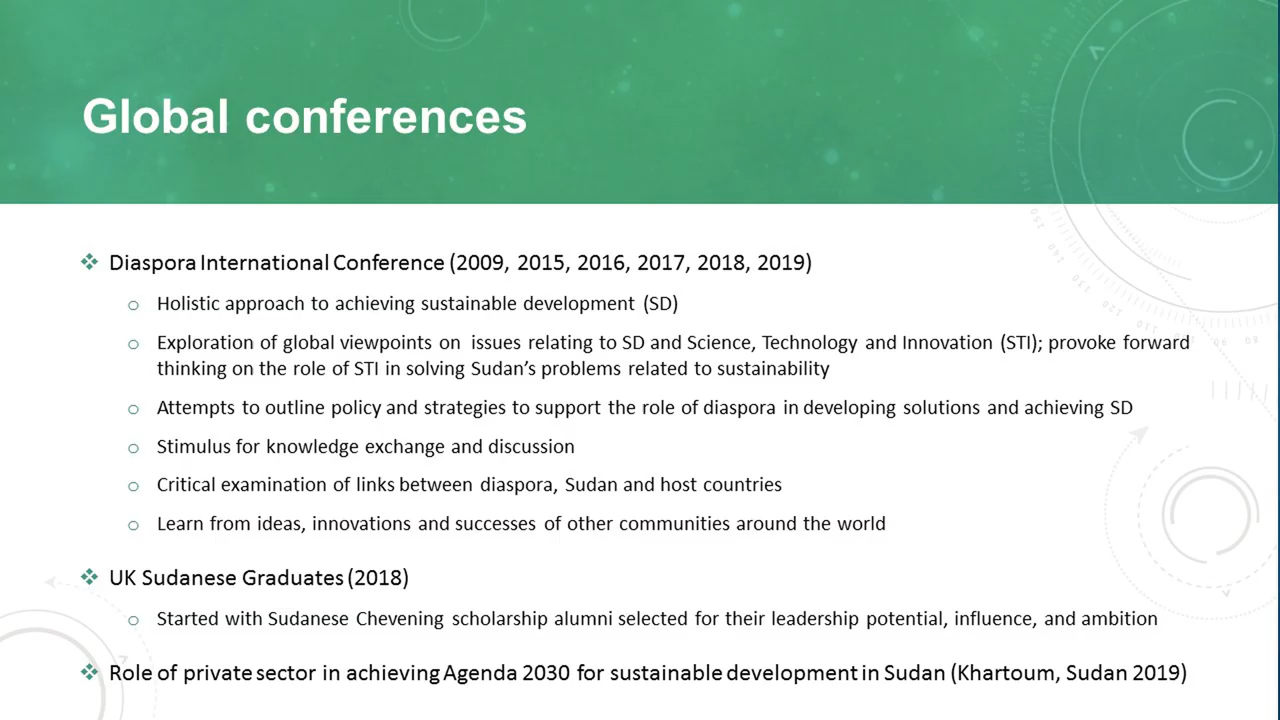 Global conferences
❖ Diaspora International Conference (2009, 2015, 2016, 2017, 2018, 2019)
o Holistic approach to achieving sustainable development (SD)
o Exploration of global viewpoints on issues relating to SD and Science, Technology and Innovation (STI); provoke forward
thinking on the role of STI in solving Sudan's problems related to sustainability
o Attempts to outline policy and strategies to support the role of diaspora in developing solutions and achieving SD
o Stimulus for knowledge exchange and discussion
o Critical examination of links between diaspora, Sudan and host countries
o Learn from ideas, innovations and successes of other communities around the world
❖ UK Sudanese Graduates (2018)
o Started with Sudanese Chevening scholarship alumni selected for their leadership potential, influence, and ambition
❖ Role of private sector in achieving Agenda 2030 for sustainable development in Sudan (Khartoum, Sudan 2019)